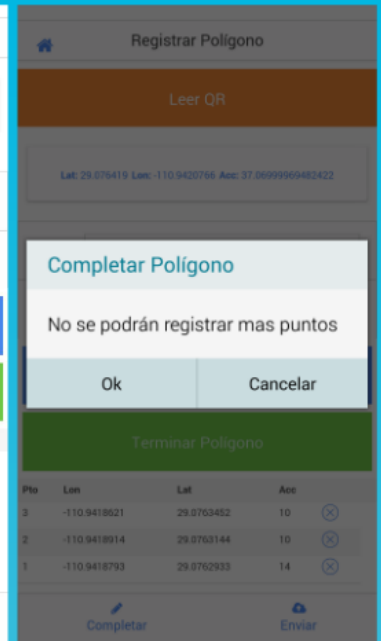 Registrar Polígono
Leer QR
Lat: 29.076419 Lon: -110.9420766 Acc: 37.06999969482422
Completar Polígono
No se podrán registrar mas puntos
Ok Cancelar
Terminar Polígono
Pto Lon Lat Acc
3 -110.9418621 29.0763452 10
2 -110.9418914 29.0763144 10
1 -110.9418793 29.0762933 14
Completar Enviar